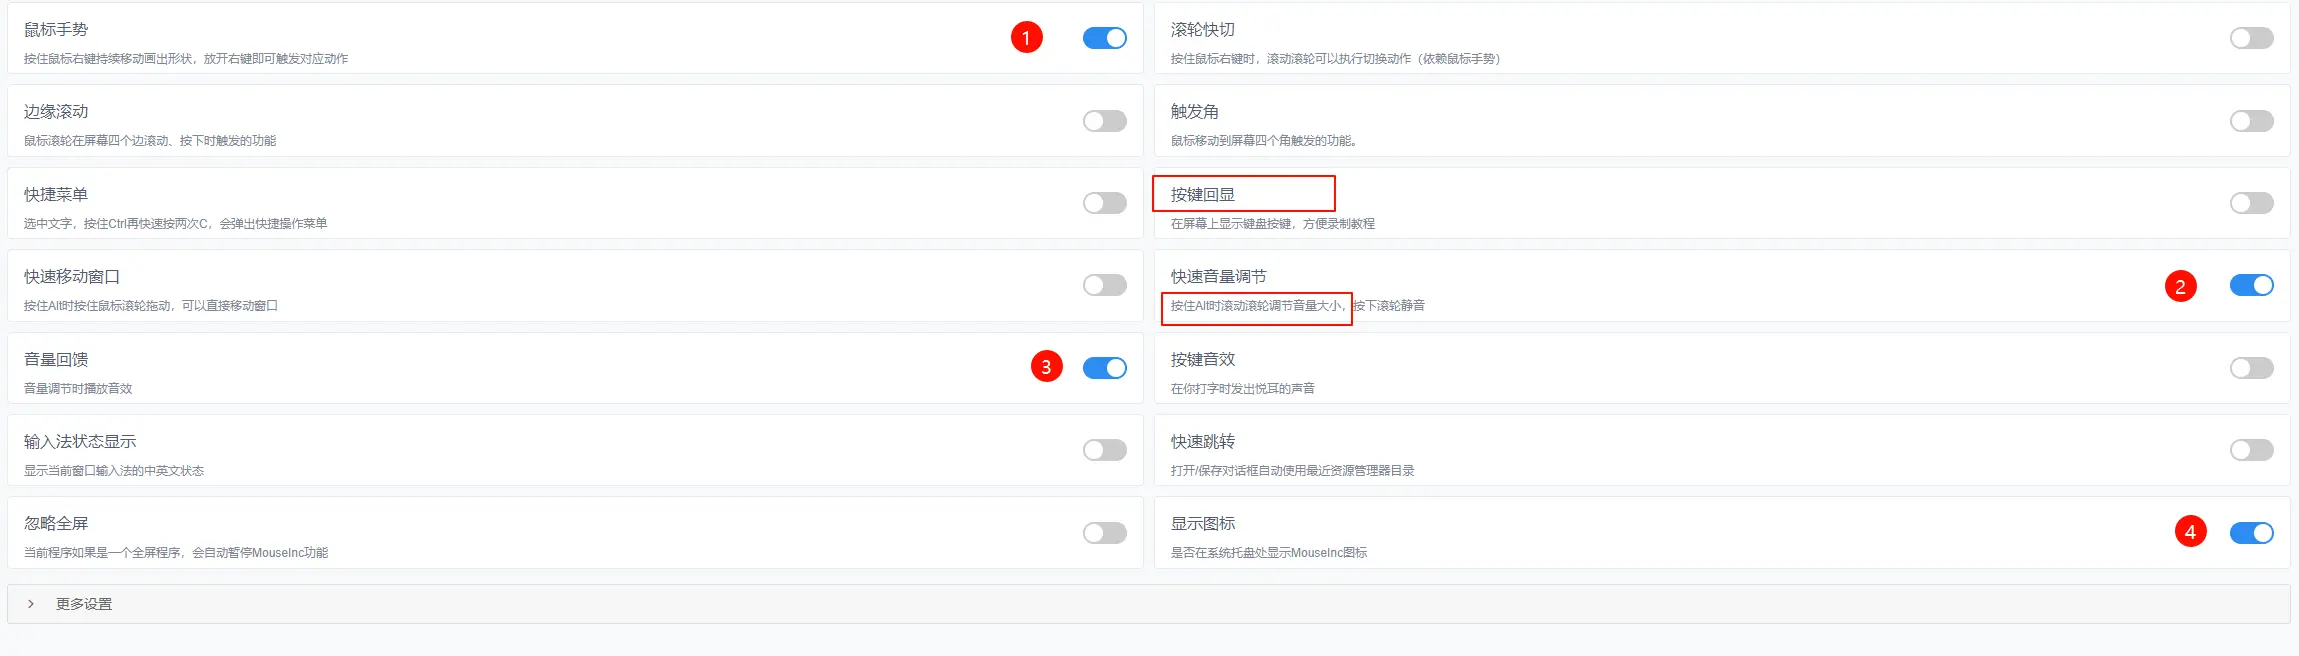 鼠标手势
1
按住鼠标右键持续移动画出形状，放开右键即可触发对应动作
滚轮快切
按住鼠标右键时，滚动滚轮可以执行切换动作（依赖鼠标手势）
边缘滚动
鼠标滚轮在屏幕四个边滚动、按下时触发的功能
触发角
鼠标移动到屏幕四个角触发的功能。
快捷菜单
选中文字，按住Ctrl再快速按两次C，会弹出快捷操作菜单
按键回显
在屏幕上显示键盘按键，方便录制教程
快速移动窗口
按住Alt时按住鼠标滚轮拖动，可以直接移动窗口
快速音量调节
2
按住Alt时滚动滚轮调节音量大小，按下滚轮静音
音量回馈
3
音量调节时播放音效
按键音效
在你打字时发出悦耳的声音
输入法状态显示
显示当前窗口输入法的中英文状态
快速跳转
打开/保存对话框自动使用最近资源管理器目录
忽略全屏
当前程序如果是一个全屏程序，会自动暂停MouseInc功能
显示图标
4
是否在系统托盘处显示MouseInc图标
更多设置